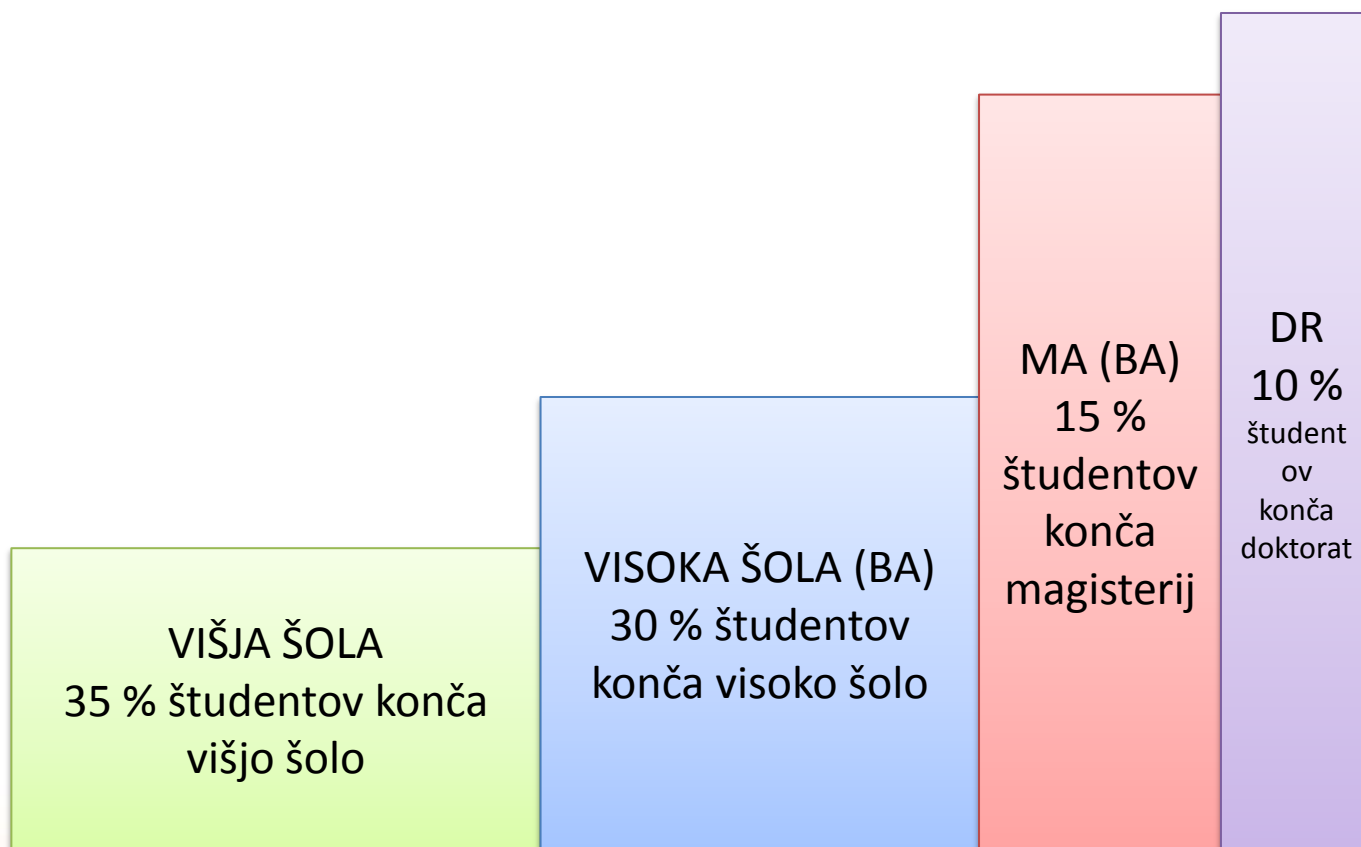 VIŠJA ŠOLA
35 % študentov konča
višjo šolo
VISOKA ŠOLA (BA)
30 % študentov
konča visoko šolo
MA (BA)
15 %
študentov
konča
magisterij
DR
10 %
študent
ov
konča
doktorat